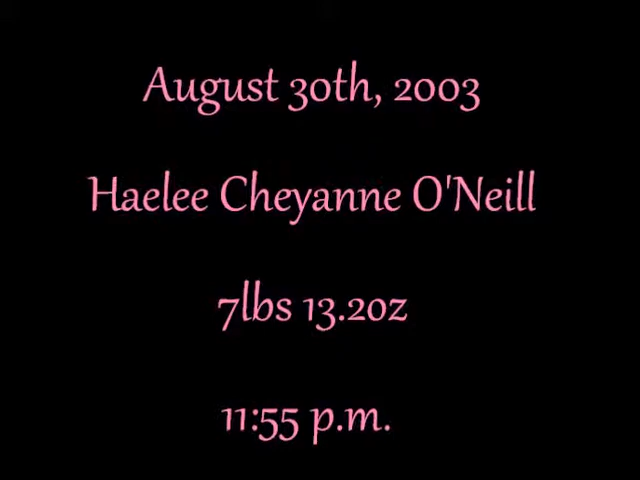 August 30th, 2003
Haelee Cheyanne O'Neill
7lbs 13.2oz
11:55 p.m.